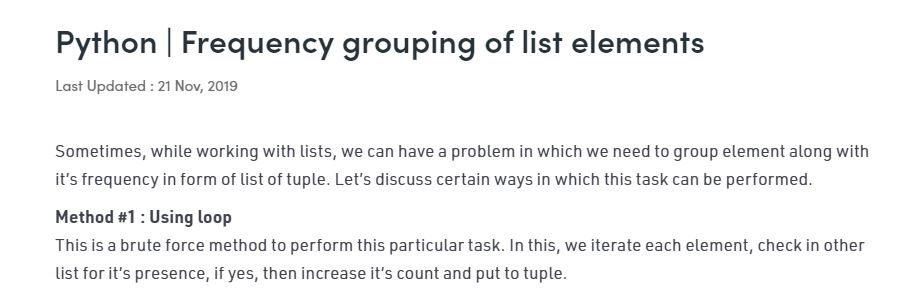 Python | Frequency grouping of list elements
Last Updated : 21 Nov, 2019
Sometimes, while working with lists, we can have a problem in which we need to group element along with
it's frequency in form of list of tuple. Let's discuss certain ways in which this task can be performed.
Method #1 : Using loop
This is a brute force method to perform this particular task. In this, we iterate each element, check in other
list for it's presence, if yes, then increase it's count and put to tuple.